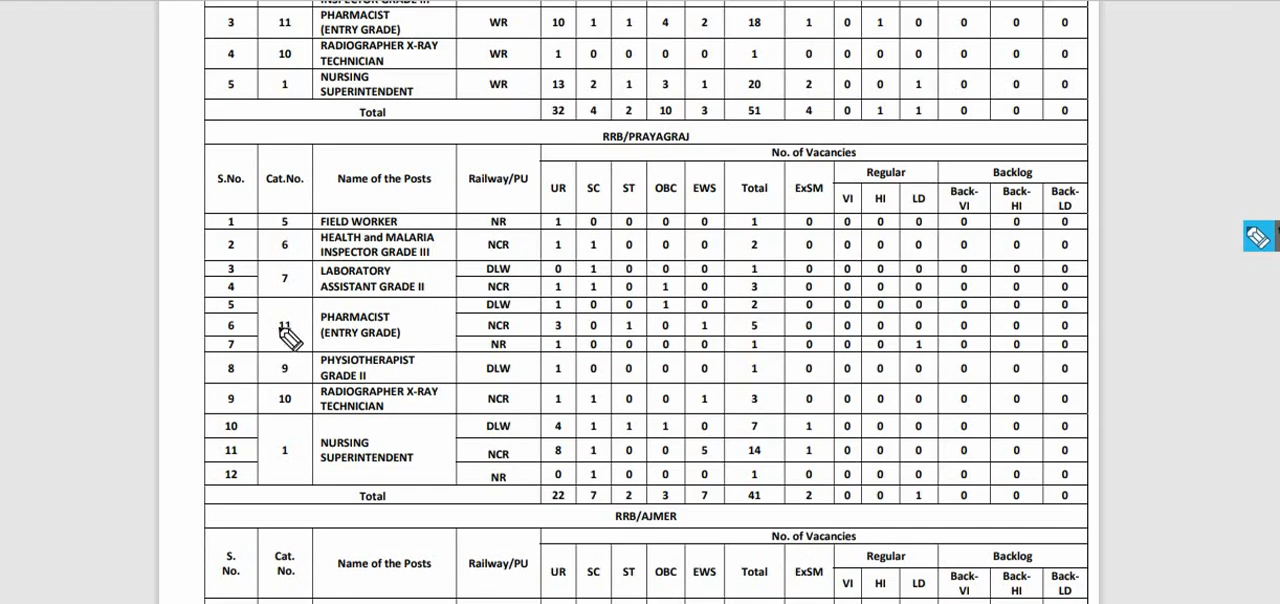 INSPECTOR GRADE III
3 11 PHARMACIST (ENTRY GRADE) WR 10 1 1 4 2 18 1 0 1 0 0 0 0
4 10 RADIOGRAPHER X-RAY TECHNICIAN WR 1 0 0 0 0 1 0 0 0 0 0 0 0
5 1 NURSING SUPERINTENDENT WR 13 2 1 3 1 20 2 0 0 1 0 0 0
Total 32 4 2 10 3 51 4 0 1 1 0 0 0
RRB/PRAYAGRAJ
S.No. Cat.No. Name of the Posts Railway/PU No. of Vacancies
UR SC ST OBC EWS Total ExSM Regular Backlog
VI HI LD Back-VI Back-HI Back-LD
1 5 FIELD WORKER NR 1 0 0 0 0 1 0 0 0 0 0 0 0
2 6 HEALTH and MALARIA INSPECTOR GRADE III NCR 1 1 0 0 0 2 0 0 0 0 0 0 0
3 7 LABORATORY ASSISTANT GRADE II DLW 0 1 0 0 0 1 0 0 0 0 0 0 0
4 NCR 1 1 0 1 0 3 0 0 0 0 0 0 0
5 11 PHARMACIST (ENTRY GRADE) DLW 1 0 0 1 0 2 0 0 0 0 0 0 0
6 NCR 3 0 1 0 1 5 0 0 0 0 0 0 0
7 NR 1 0 0 0 0 1 0 0 0 1 0 0 0
8 9 PHYSIOTHERAPIST GRADE II DLW 1 0 0 0 0 1 0 0 0 0 0 0 0
9 10 RADIOGRAPHER X-RAY TECHNICIAN NCR 1 1 0 0 1 3 0 0 0 0 0 0 0
10 1 NURSING SUPERINTENDENT DLW 4 1 1 1 0 7 1 0 0 0 0 0 0
11 NCR 8 1 0 0 5 14 1 0 0 0 0 0 0
12 NR 0 1 0 0 0 1 0 0 0 0 0 0 0
Total 22 7 2 3 7 41 2 0 0 1 0 0 0
RRB/AJMER
S. No. Cat. No. Name of the Posts Railway/PU No. of Vacancies
UR SC ST OBC EWS Total ExSM Regular Backlog
VI HI LD Back-VI Back-HI Back-LD